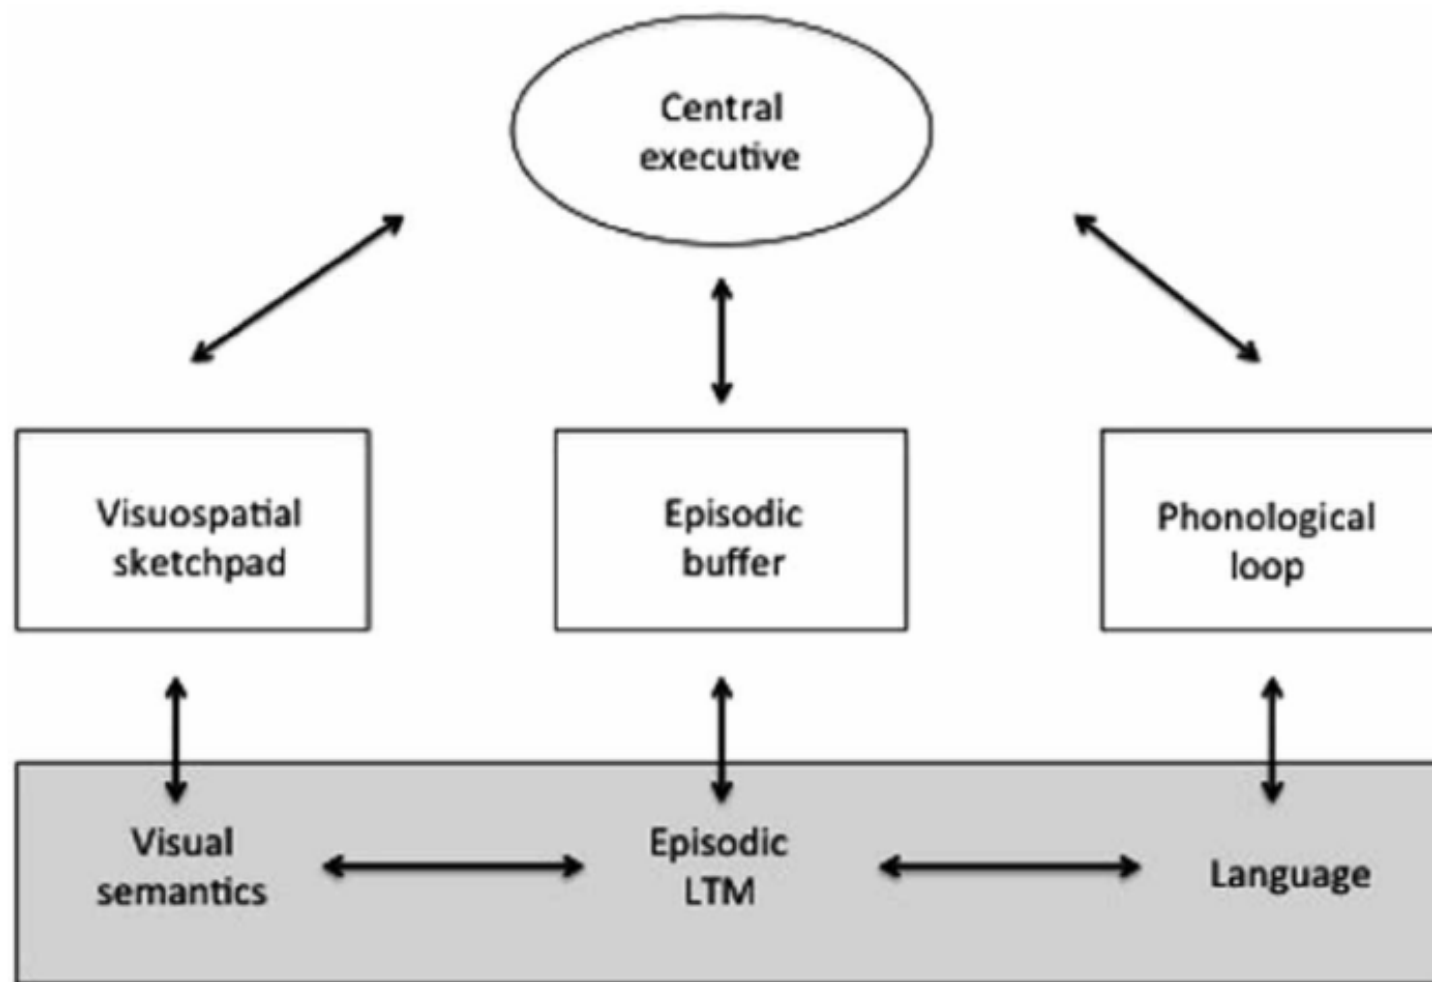 Central
executive
Visuospatial
sketchpad
Episodic
buffer
Phonological
loop
Visual
semantics
Episodic
LTM
Language